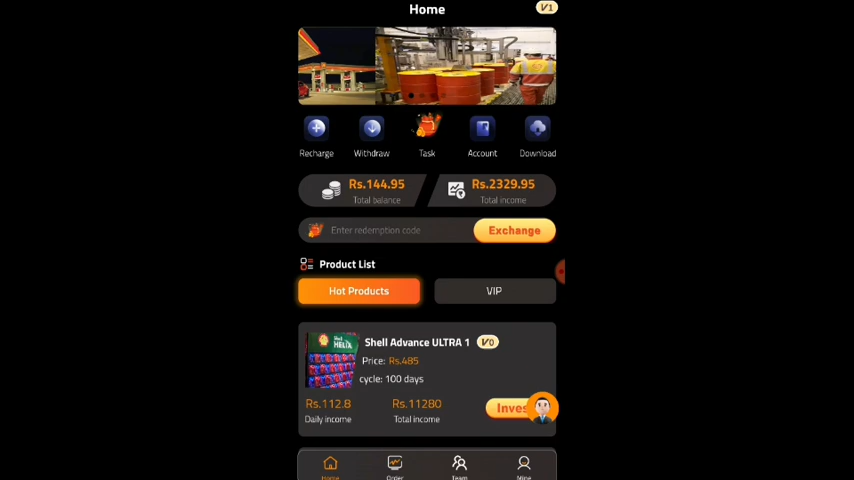 Home
V1
Recharge Withdraw Task Account Download
Rs.144.95 Rs.2329.95
Total balance Total income
Enter redemption code Exchange
Product List
Hot Products VIP
Shell Advance ULTRA 1 V0
HELIX
Price: Rs.485
cycle: 100 days
Rs.112.8 Rs.11280
Daily income Total income
Inves
Home Order Team Mine